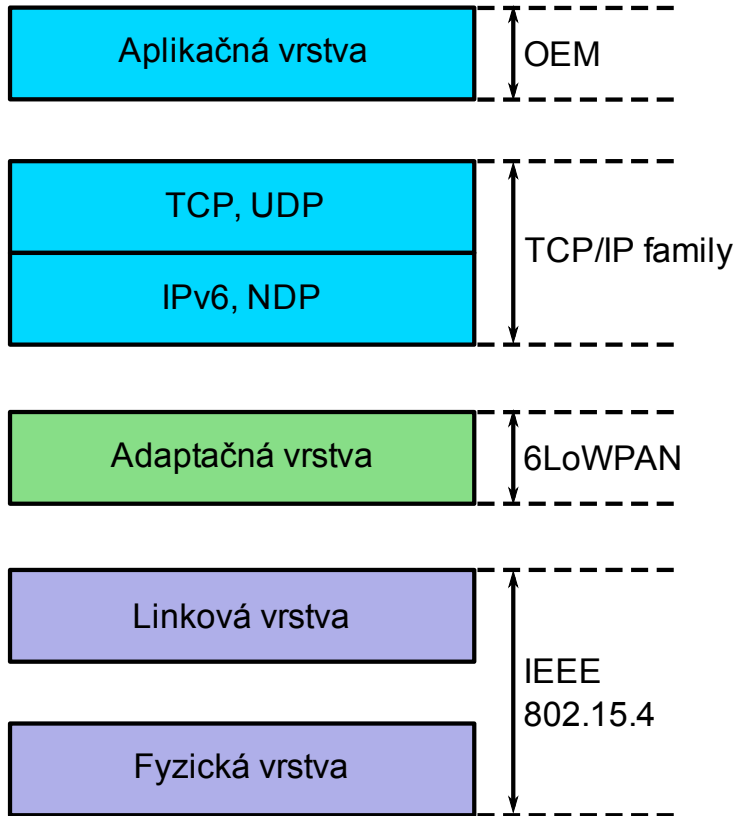 Aplikačná vrstva
OEM
TCP, UDP
IPv6, NDP
TCP/IP family
Adaptačná vrstva
6LoWPAN
Linková vrstva
Fyzická vrstva
IEEE
802.15.4